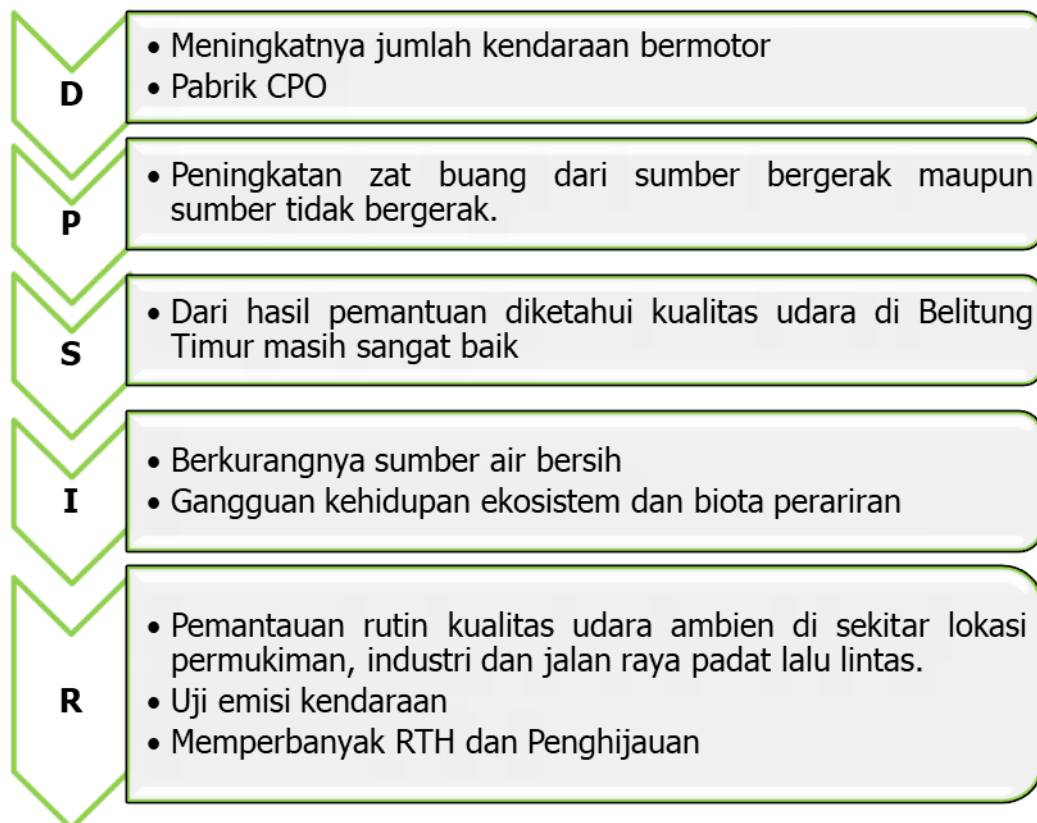 D
• Meningkatnya jumlah kendaraan bermotor
• Pabrik CPO
P
• Peningkatan zat buang dari sumber bergerak maupun
sumber tidak bergerak.
S
• Dari hasil pemantuan diketahui kualitas udara di Belitung
Timur masih sangat baik
I
• Berkurangnya sumber air bersih
• Gangguan kehidupan ekosistem dan biota perariran
R
• Pemantauan rutin kualitas udara ambien di sekitar lokasi
permukiman, industri dan jalan raya padat lalu lintas.
• Uji emisi kendaraan
• Memperbanyak RTH dan Penghijauan